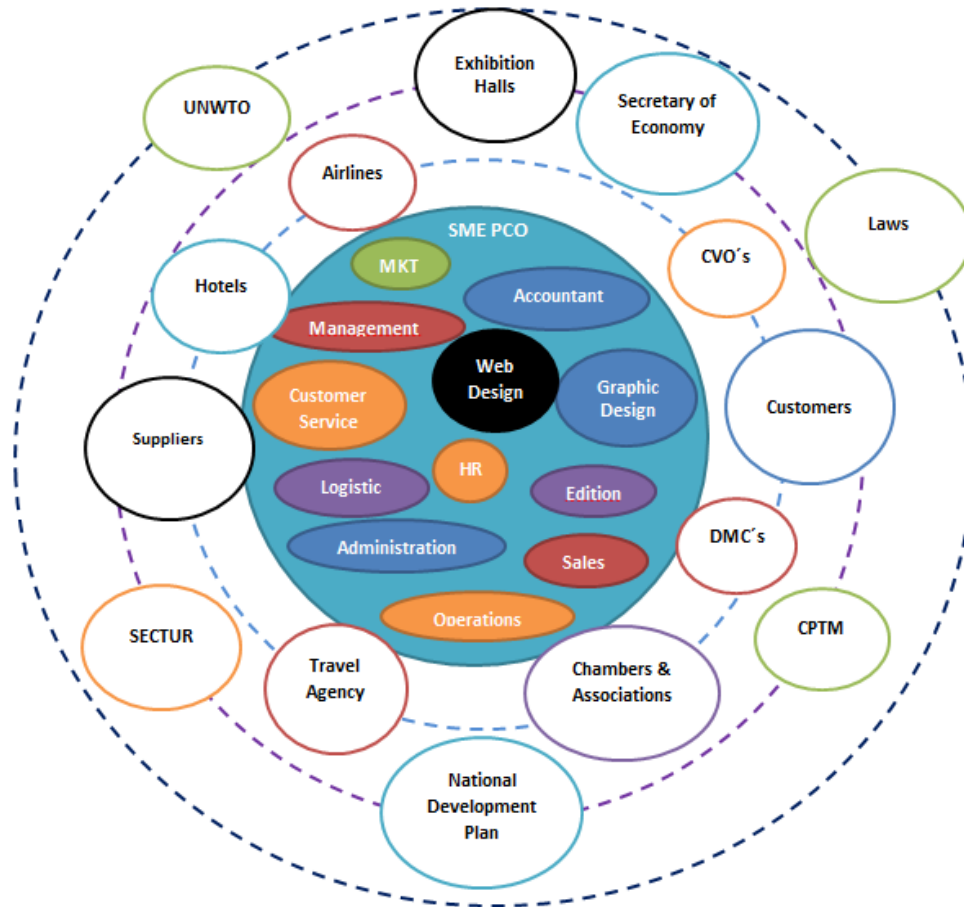 Exhibition
Halls
UNWTO
Secretary of
Economy
Airlines
Laws
SME PCO
CVO´s
MKT
Hotels
Accountant
Management
Web
Design
Graphic
Design
Customer
Service
Customers
Suppliers
HR
Logistic
Edition
DMC´s
Administration
Sales
Operations
SECTUR
CPTM
Travel
Agency
Chambers &
Associations
National
Development
Plan